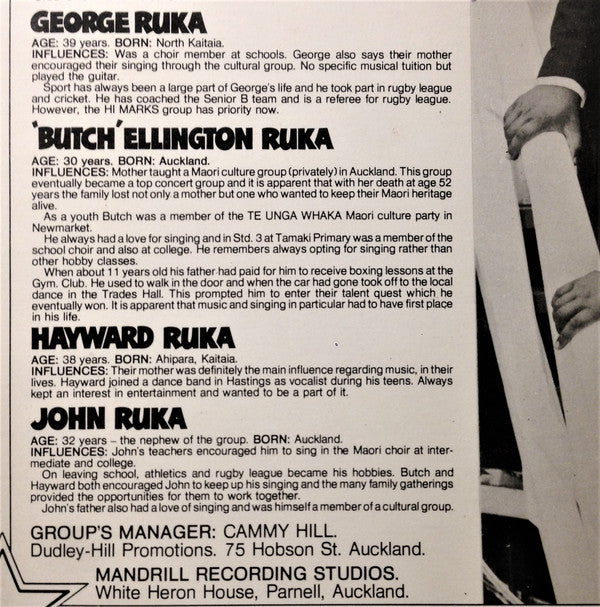 GEORGE RUKA
AGE: 39 years. BORN: North Kaitaia.
INFLUENCES: Was a choir member at schools. George also says their mother
encouraged their singing through the cultural group. No specific musical tuition but
played the guitar.
Sport has always been a large part of George's life and he took part in rugby league
and cricket. He has coached the Senior B team and is a referee for rugby league.
However, the HI MARKS group has priority now.
'BUTCH' ELLINGTON RUKA
AGE: 30 years. BORN: Auckland.
INFLUENCES: Mother taught a Maori culture group (privately) in Auckland. This group
eventually became a top concert group and it is apparent that with her death at age 52
years the family lost not only a mother but one who wanted to keep their Maori heritage
alive.
As a youth Butch was a member of the TE UNGA WHAKA Maori culture party in
Newmarket.
He always had a love for singing and in Std. 3 at Tamaki Primary was a member of the
school choir and also at college. He remembers always opting for singing rather than
other hobby classes.
When about 11 years old his father had paid for him to receive boxing lessons at the
Gym. Club. He used to walk in the door and when the car had gone took off to the local
dance in the Trades Hall. This prompted him to enter their talent quest which he
eventually won. It is apparent that music and singing in particular had to have first place
in his life.
HAYWARD RUKA
AGE: 38 years. BORN: Ahipara, Kaitaia.
INFLUENCES: Their mother was definitely the main influence regarding music, in their
lives. Hayward joined a dance band in Hastings as vocalist during his teens. Always
kept an interest in entertainment and wanted to be a part of it.
JOHN RUKA
AGE: 32 years – the nephew of the group. BORN: Auckland.
INFLUENCES: John's teachers encouraged him to sing in the Maori choir at inter-
mediate and college.
On leaving school, athletics and rugby league became his hobbies. Butch and
Hayward both encouraged John to keep up his singing and the many family gatherings
provided the opportunities for them to work together.
John's father also had a love of singing and was himself a member of a cultural group.
GROUP'S MANAGER: CAMMY HILL.
Dudley-Hill Promotions. 75 Hobson St. Auckland.
MANDRILL RECORDING STUDIOS.
White Heron House, Parnell, Auckland.